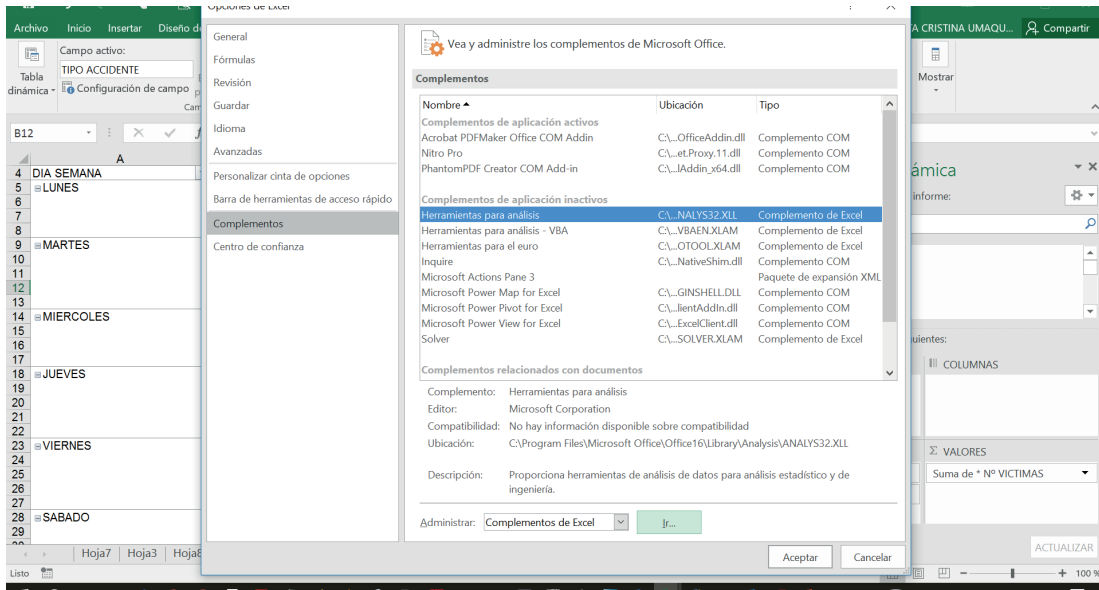 Opciones de Excel
Archivo Inicio Insertar Diseño d
A CRISTINA UMAQU... Compartir
Tabla dinámica
Campo activo:
TIPO ACCIDENTE
Configuración de campo
Mostrar
B12
A
4 DIA SEMANA
5 LUNES
6
7
8
9 MARTES
10
11
12
13
14 MIERCOLES
15
16
17
18 JUEVES
19
20
21
22
23 VIERNES
24
25
26
27
28 SABADO
29
Hoja7 Hoja3 Hoja8
Listo
General
Fórmulas
Revisión
Guardar
Idioma
Avanzadas
Personalizar cinta de opciones
Barra de herramientas de acceso rápido
Complementos
Centro de confianza
Vea y administre los complementos de Microsoft Office.
Complementos
Nombre Ubicación Tipo
Complementos de aplicación activos
Acrobat PDFMaker Office COM Addin C:\...OfficeAddin.dll Complemento COM
Nitro Pro C:\...et.Proxy.11.dll Complemento COM
PhantomPDF Creator COM Add-in C:\...lAddin_x64.dll Complemento COM
Complementos de aplicación inactivos
Herramientas para análisis C:\...NALYS32.XLL Complemento de Excel
Herramientas para análisis - VBA C:\...VBAEN.XLAM Complemento de Excel
Herramientas para el euro C:\...OTOOL.XLAM Complemento de Excel
Inquire C:\...NativeShim.dll Complemento COM
Microsoft Actions Pane 3 Paquete de expansión XML
Microsoft Power Map for Excel C:\...GINSHELL.DLL Complemento COM
Microsoft Power Pivot for Excel C:\...lientAddIn.dll Complemento COM
Microsoft Power View for Excel C:\...ExcelClient.dll Complemento COM
Solver C:\...SOLVER.XLAM Complemento de Excel
Complementos relacionados con documentos
Complemento: Herramientas para análisis
Editor: Microsoft Corporation
Compatibilidad: No hay información disponible sobre compatibilidad
Ubicación: C:\Program Files\Microsoft Office\Office16\Library\Analysis\ANALYS32.XLL
Descripción: Proporciona herramientas de análisis de datos para análisis estadístico y de
ingeniería.
Administrar: Complementos de Excel Ir...
Aceptar Cancelar
ámica
informe:
uientes:
COLUMNAS
Σ VALORES
Suma de * Nº VICTIMAS
ACTUALIZAR
100 %